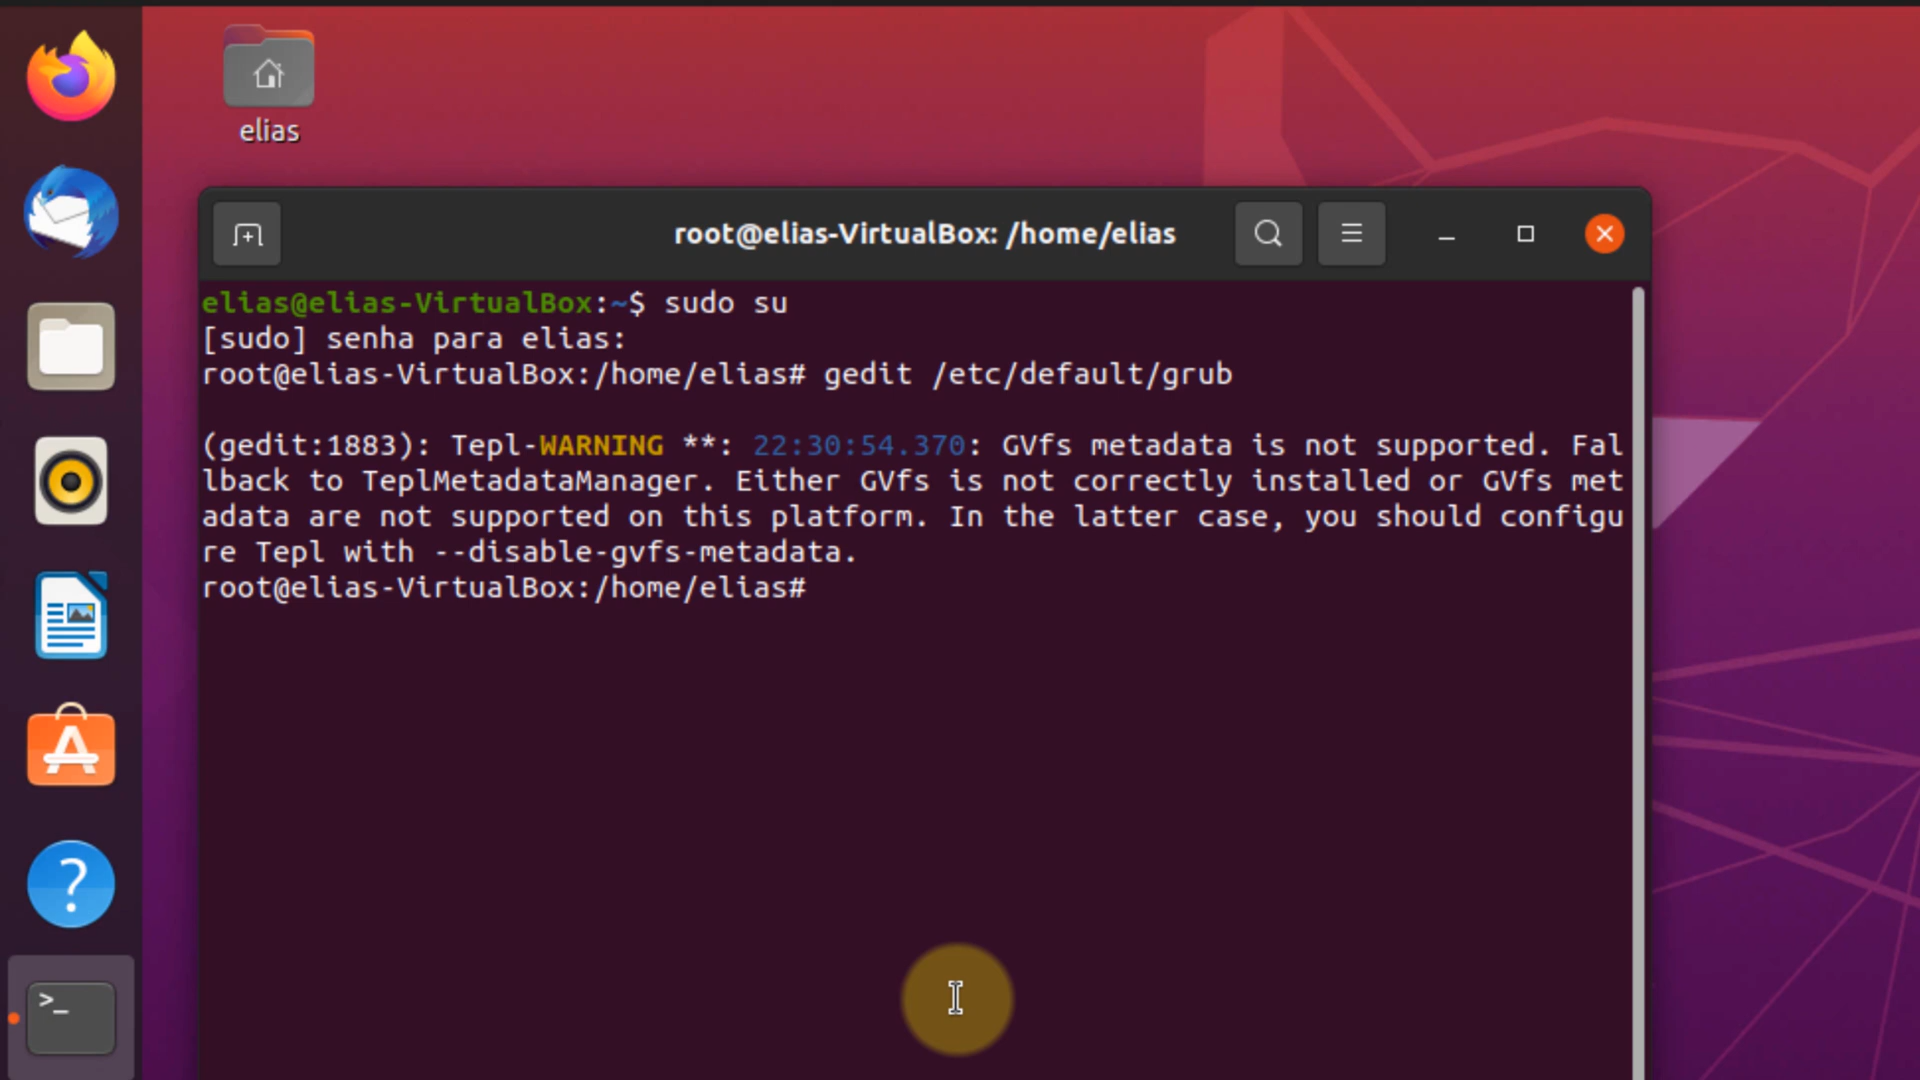 elias
root@elias-VirtualBox: /home/elias
elias@elias-VirtualBox:~$ sudo su
[sudo] senha para elias:
root@elias-VirtualBox:/home/elias# gedit /etc/default/grub
(gedit:1883): Tepl-WARNING **: 22:30:54.370: GVfs metadata is not supported. Fal
lback to TeplMetadataManager. Either GVfs is not correctly installed or GVfs met
adata are not supported on this platform. In the latter case, you should configu
re Tepl with --disable-gvfs-metadata.
root@elias-VirtualBox:/home/elias#